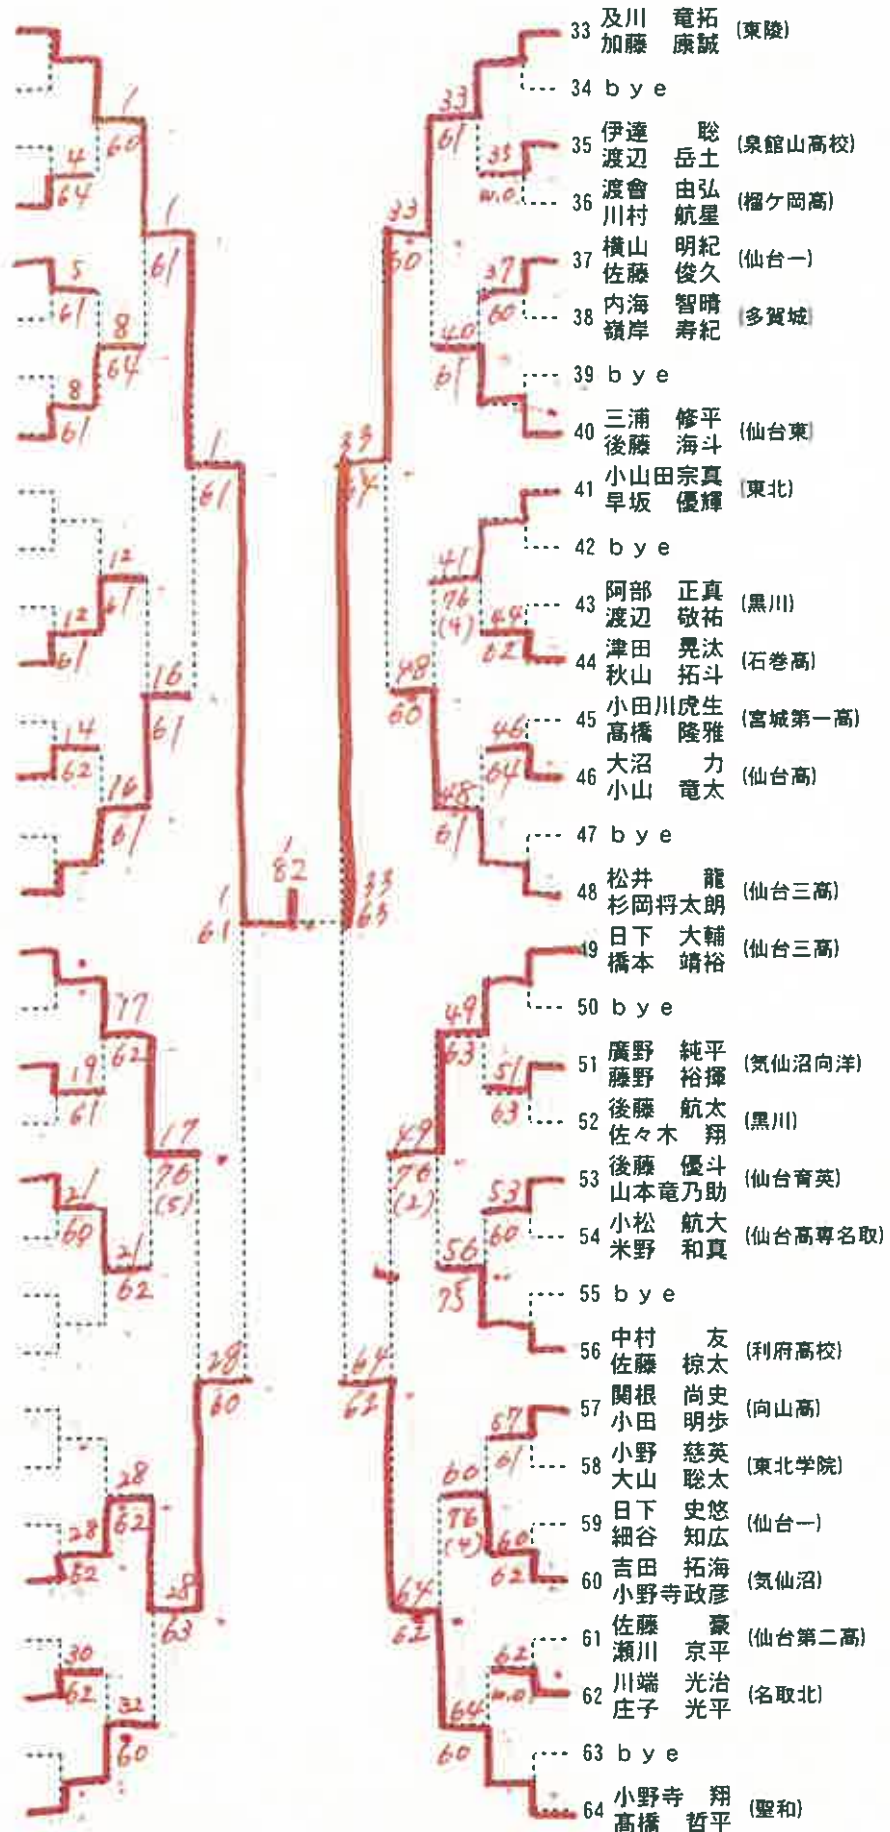 33 及川 竜拓 加藤 康誠 (東陵)
34 bye
35 伊達 聡 渡辺 岳土 (泉館山高校)
36 渡會 由弘 川村 航星 (榴ケ岡高)
37 横山 明紀 佐藤 俊久 (仙台一)
38 内海 智晴 嶺岸 寿紀 (多賀城)
39 bye
40 三浦 修平 後藤 海斗 (仙台東)
41 小山田宗真 早坂 優輝 (東北)
42 bye
43 阿部 正真 渡辺 敬祐 (黒川)
44 津田 晃汰 秋山 拓斗 (石巻高)
45 小田川虎生 高橋 隆雅 (宮城第一高)
46 大沼 力 小山 竜太 (仙台高)
47 bye
48 松井 龍 杉岡将太朗 (仙台三高)
49 日下 大輔 橋本 靖裕 (仙台三高)
50 bye
51 廣野 純平 藤野 裕揮 (気仙沼向洋)
52 後藤 航太 佐々木 翔 (黒川)
53 後藤 優斗 山本竜乃助 (仙台育英)
54 小松 航大 米野 和真 (仙台高専名取)
55 bye
56 中村 友 佐藤 椋太 (利府高校)
57 関根 尚史 小田 明歩 (向山高)
58 小野 慈英 大山 聡太 (東北学院)
59 日下 史悠 細谷 知広 (仙台一)
60 吉田 拓海 小野寺政彦 (気仙沼)
61 佐藤 豪 瀬川 京平 (仙台第二高)
62 川端 光治 庄子 光平 (名取北)
63 bye
64 小野寺 翔 髙橋 哲平 (聖和)
4
64
5
61
8
61
12
61
14
62
19
61
21
60
28
62
30
62
1
60
8
64
12
61
16
61
17
62
21
62
28
62
32
60
1
61
16
61
17
76
(5)
28
63
1
61
28
60
1
61
1
82
33
63
33
64
64
62
33
60
48
60
49
76
(2)
64
62
33
61
40
61
41
76
(4)
48
61
49
63
56
75
60
76
(4)
64
60
35
w.o.
37
60
44
62
46
64
51
63
53
60
57
61
60
62
62
w.o.